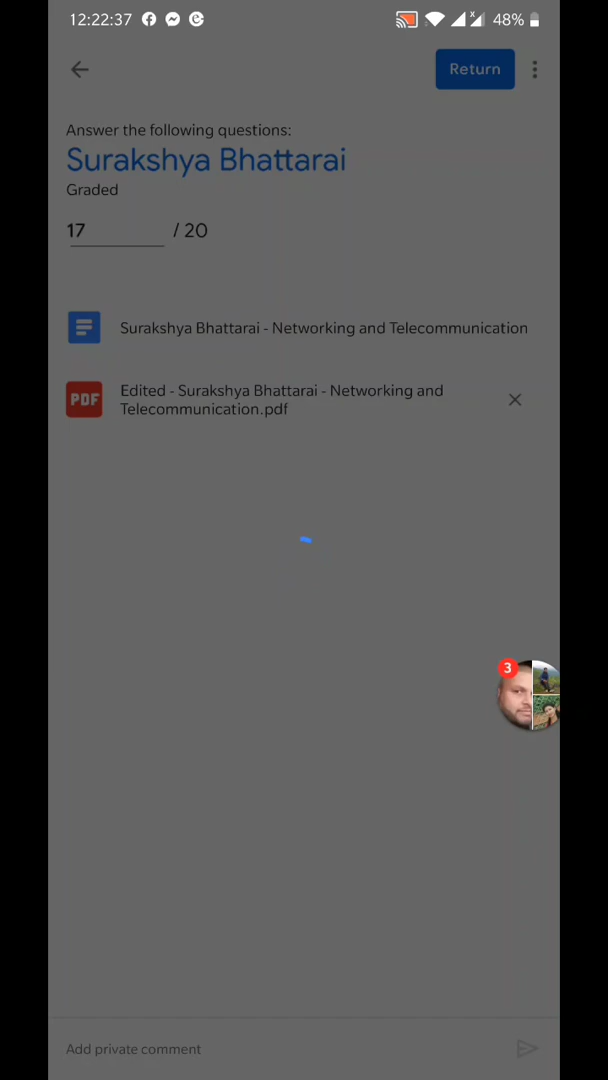 12:22:37
48%
Return
Answer the following questions:
Surakshya Bhattarai
Graded
17 / 20
Surakshya Bhattarai - Networking and Telecommunication
PDF
Edited - Surakshya Bhattarai - Networking and
Telecommunication.pdf
3
Add private comment